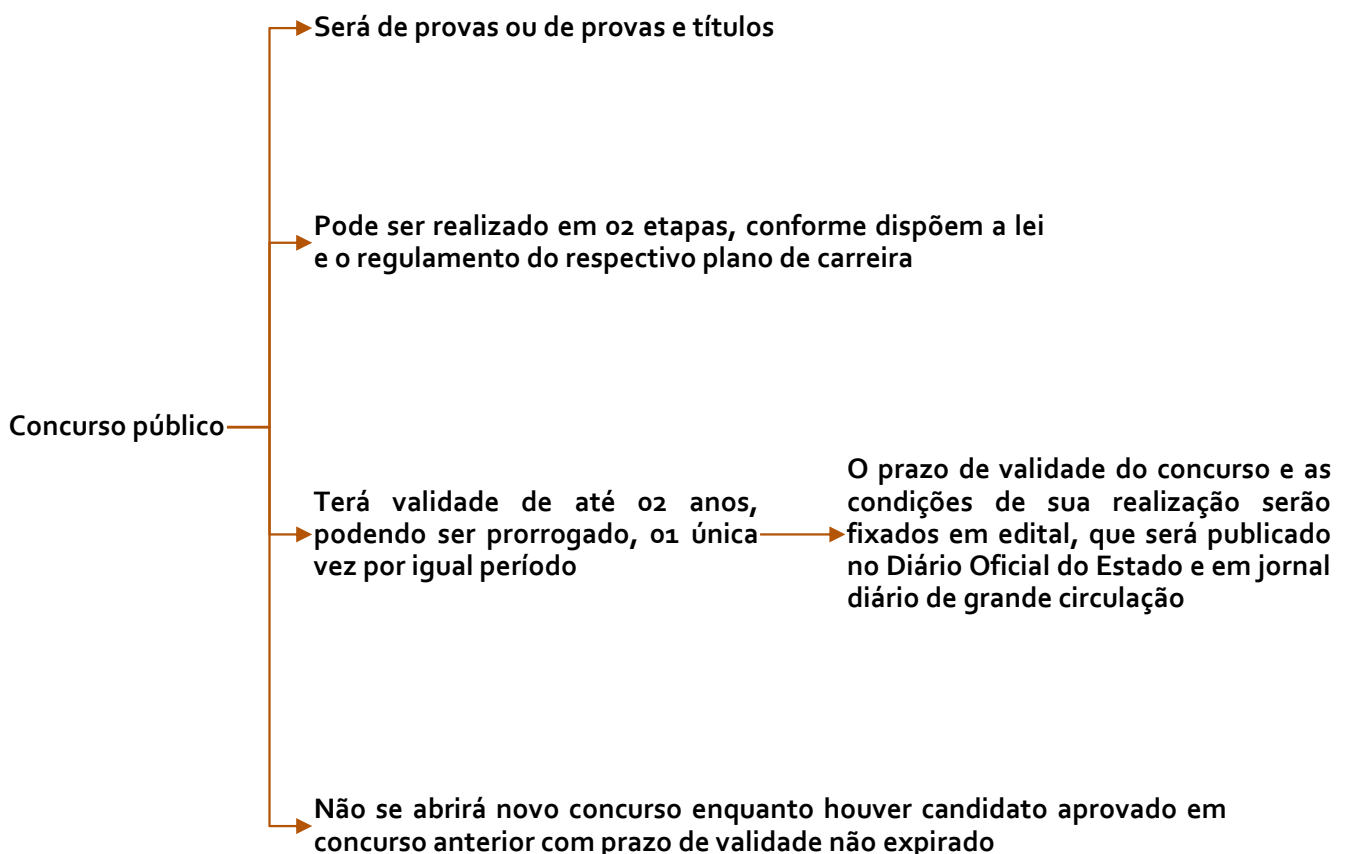 Será de provas ou de provas e títulos
Pode ser realizado em 02 etapas, conforme dispõem a lei
e o regulamento do respectivo plano de carreira
Concurso público
Terá validade de até 02 anos,
podendo ser prorrogado, 01 única
vez por igual período
O prazo de validade do concurso e as
condições de sua realização serão
fixados em edital, que será publicado
no Diário Oficial do Estado e em jornal
diário de grande circulação
Não se abrirá novo concurso enquanto houver candidato aprovado em
concurso anterior com prazo de validade não expirado